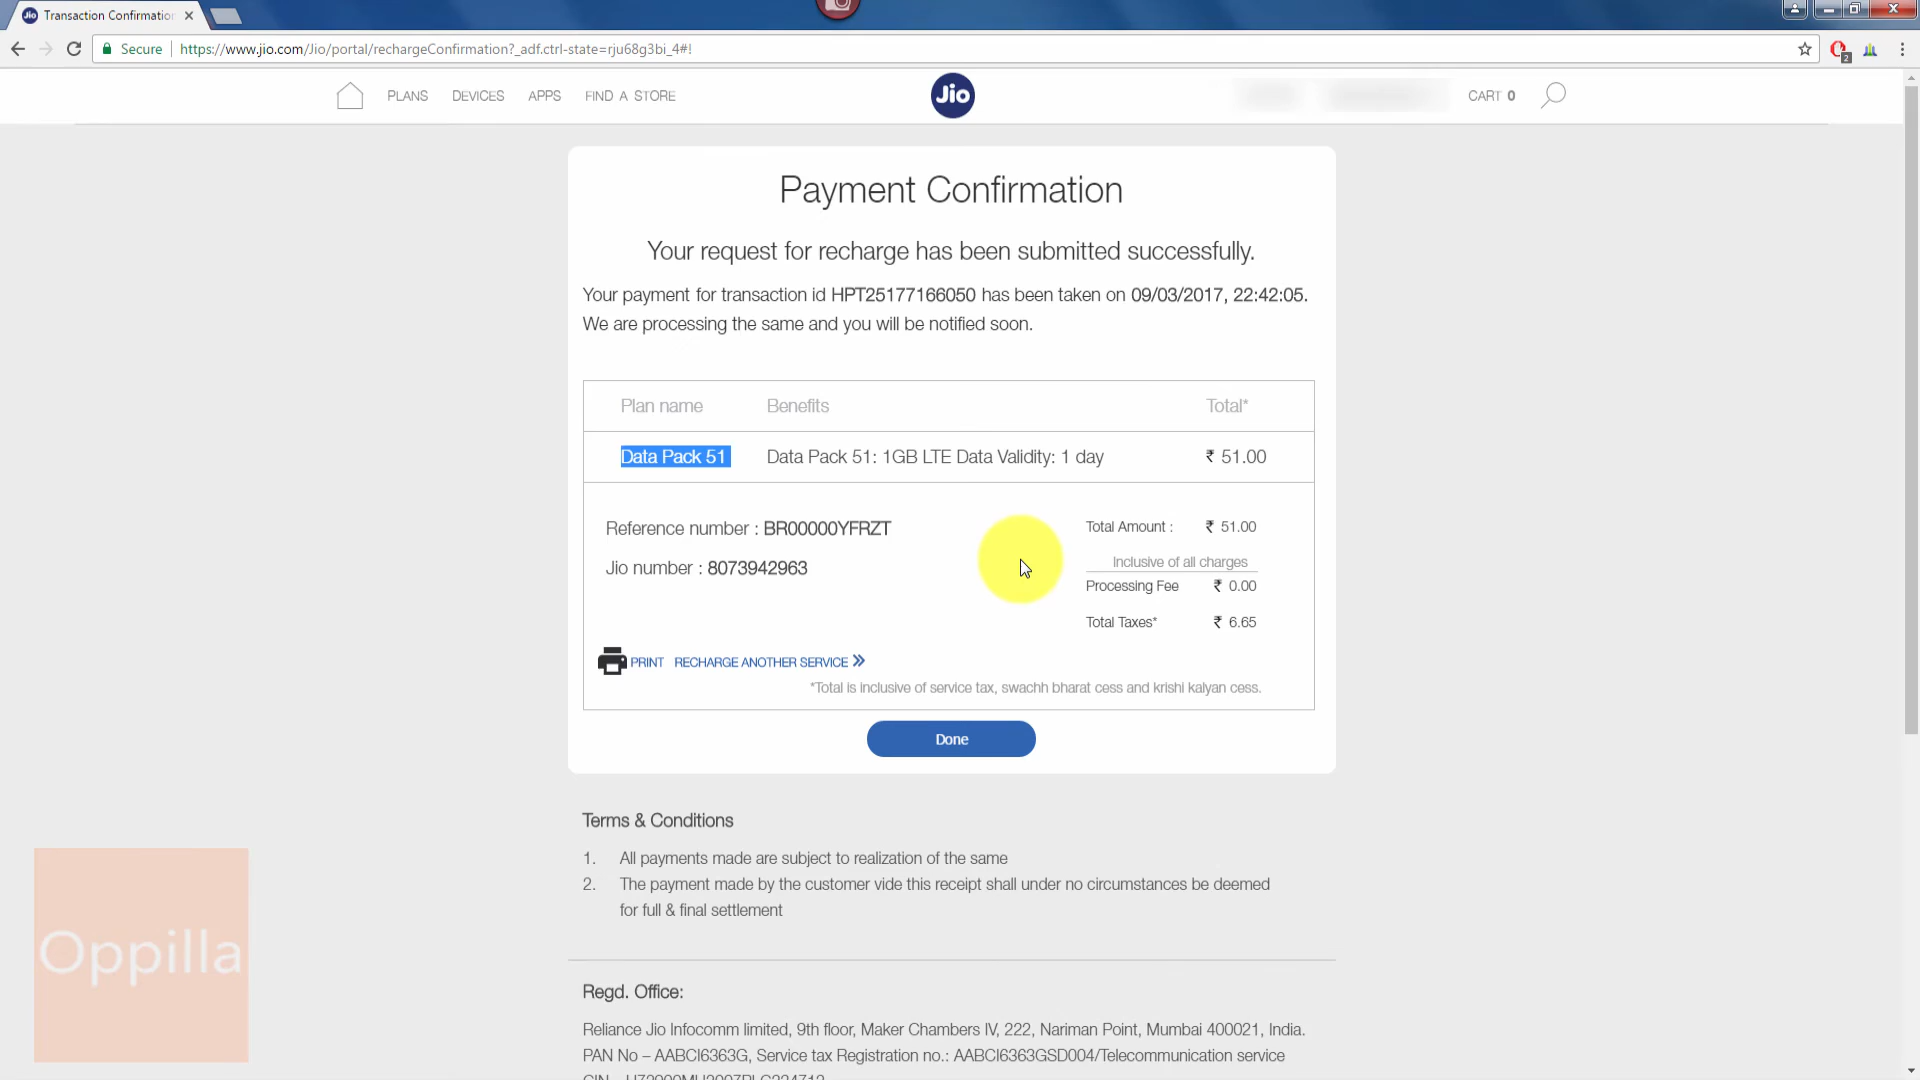 Transaction Confirmation
Secure
https://www.jio.com/Jio/portal/rechargeConfirmation?_adf.ctrl-state=rju68g3bi_4#!
2
PLANS DEVICES APPS FIND A STORE
Jio
CART 0
Payment Confirmation
Your request for recharge has been submitted successfully.
Your payment for transaction id HPT25177166050 has been taken on 09/03/2017, 22:42:05.
We are processing the same and you will be notified soon.
Plan name Benefits Total*
Data Pack 51 Data Pack 51: 1GB LTE Data Validity: 1 day ₹ 51.00
Reference number : BR00000YFRZT
Jio number : 8073942963
Total Amount : ₹ 51.00
Inclusive of all charges
Processing Fee ₹ 0.00
Total Taxes* ₹ 6.65
PRINT RECHARGE ANOTHER SERVICE »
*Total is inclusive of service tax, swachh bharat cess and krishi kalyan cess.
Done
Terms & Conditions
1. All payments made are subject to realization of the same
2. The payment made by the customer vide this receipt shall under no circumstances be deemed
for full & final settlement
Oppilla
Regd. Office:
Reliance Jio Infocomm limited, 9th floor, Maker Chambers IV, 222, Nariman Point, Mumbai 400021, India.
PAN No – AABCI6363G, Service tax Registration no.: AABCI6363GSD004/Telecommunication service